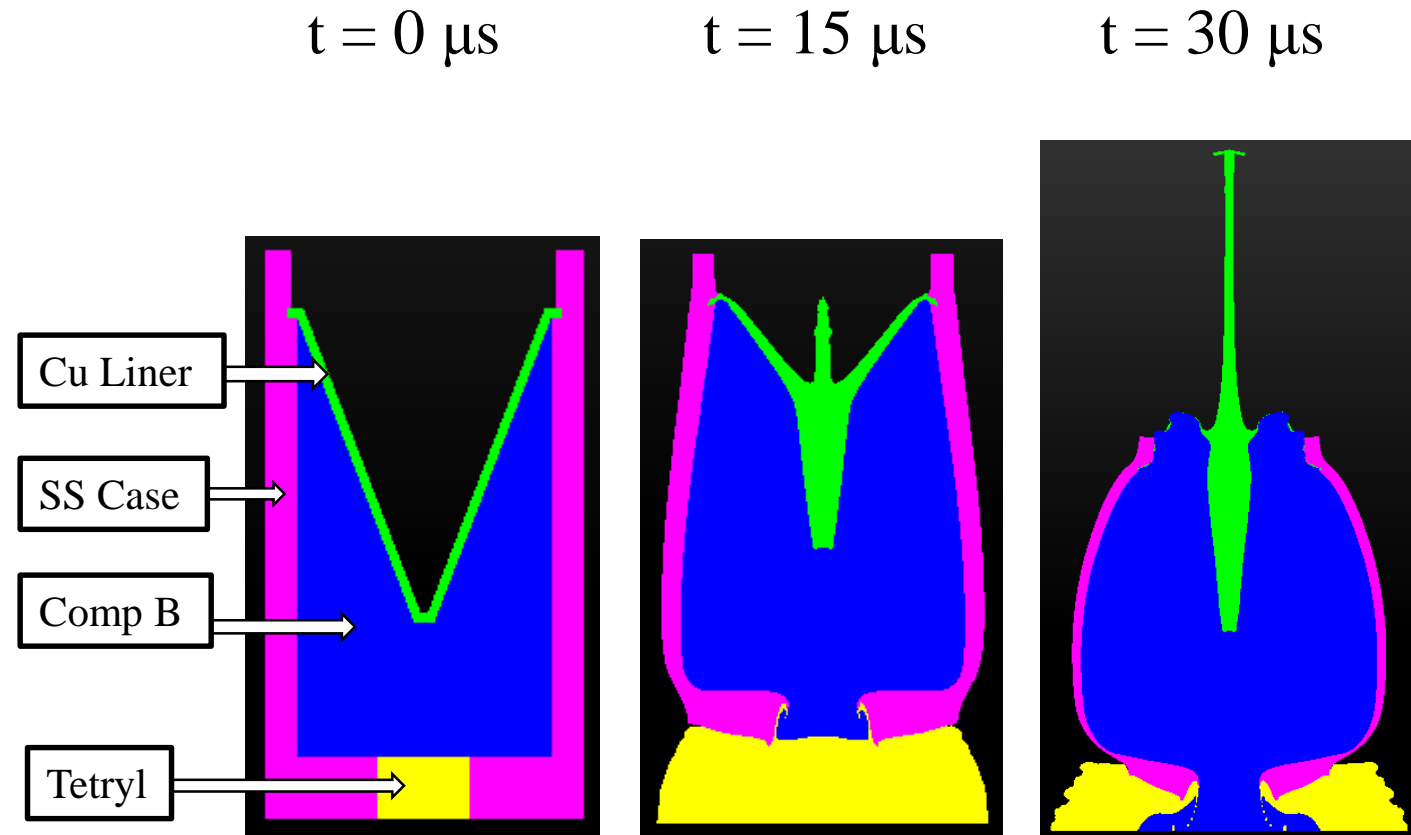 t = 0 μs
t = 15 μs
t = 30 μs
Cu Liner
SS Case
Comp B
Tetryl